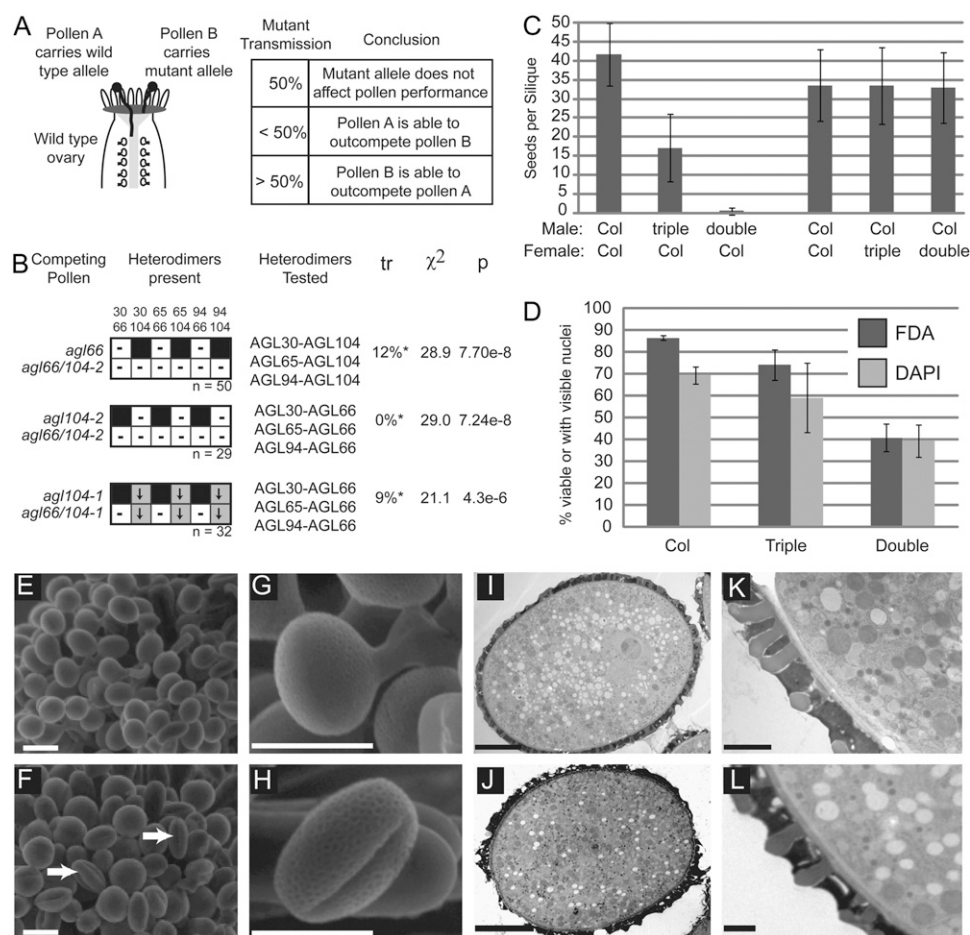 A
Pollen A
carries wild
type allele
Pollen B
carries
mutant allele
Wild type
ovary
Mutant
Transmission
Conclusion
50%
Mutant allele does not
affect pollen performance
< 50%
Pollen A is able to
outcompete pollen B
> 50%
Pollen B is able to
outcompete pollen A
B
Competing
Pollen
Heterodimers
present
Heterodimers
Tested
tr
χ2
p
30 30 65 65 94 94
66 104 66 104 66 104
agl66
- - -
agl66/104-2
- - - - - -
n = 50
AGL30-AGL104
AGL65-AGL104
AGL94-AGL104
12%* 28.9 7.70e-8
agl104-2
- - -
agl66/104-2
- - - - - -
n = 29
AGL30-AGL66
AGL65-AGL66
AGL94-AGL66
0%* 29.0 7.24e-8
agl104-1
↓ ↓ ↓
agl66/104-1
- ↓ - ↓ - ↓
n = 32
AGL30-AGL66
AGL65-AGL66
AGL94-AGL66
9%* 21.1 4.3e-6
C
Seeds per Silique
50
45
40
35
30
25
20
15
10
5
0
Male: Col triple double Col Col Col
Female: Col Col Col Col triple double
D
% viable or with visible nuclei
100
90
80
70
60
50
40
30
20
10
0
FDA
DAPI
Col Triple Double
E
G
I
K
F
H
J
L